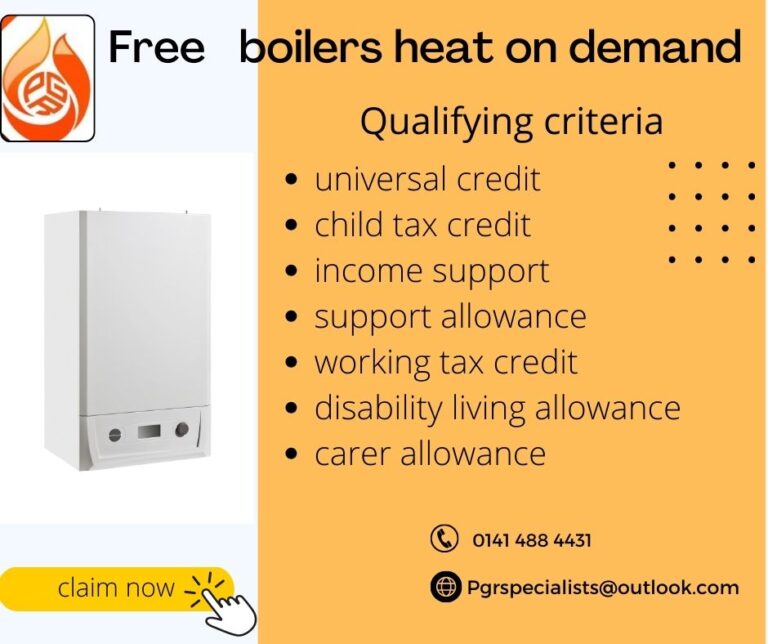 PGR
Free boilers heat on demand
Qualifying criteria
universal credit
child tax credit
income support
support allowance
working tax credit
disability living allowance
carer allowance
0141 488 4431
Pgrspecialists@outlook.com
claim now